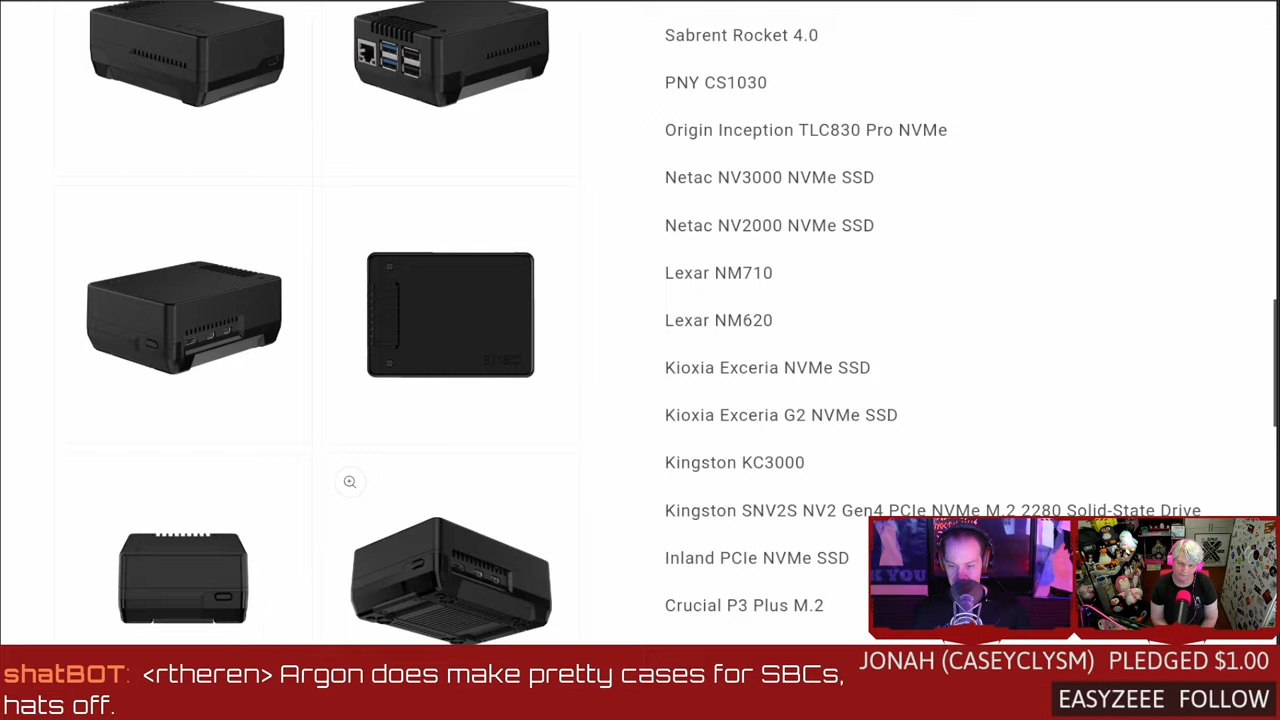 Sabrent Rocket 4.0
PNY CS1030
Origin Inception TLC830 Pro NVMe
Netac NV3000 NVMe SSD
Netac NV2000 NVMe SSD
Lexar NM710
Lexar NM620
Kioxia Exceria NVMe SSD
Kioxia Exceria G2 NVMe SSD
Kingston KC3000
Kingston SNV2S NV2 Gen4 PCIe NVMe M.2 2280 Solid-State Drive
Inland PCIe NVMe SSD
Crucial P3 Plus M.2
K YOU
shatBOT: <rtheren> Argon does make pretty cases for SBCs,
hats off.
JONAH (CASEYCLYSM) PLEDGED $1.00
EASYZEEE FOLLOW